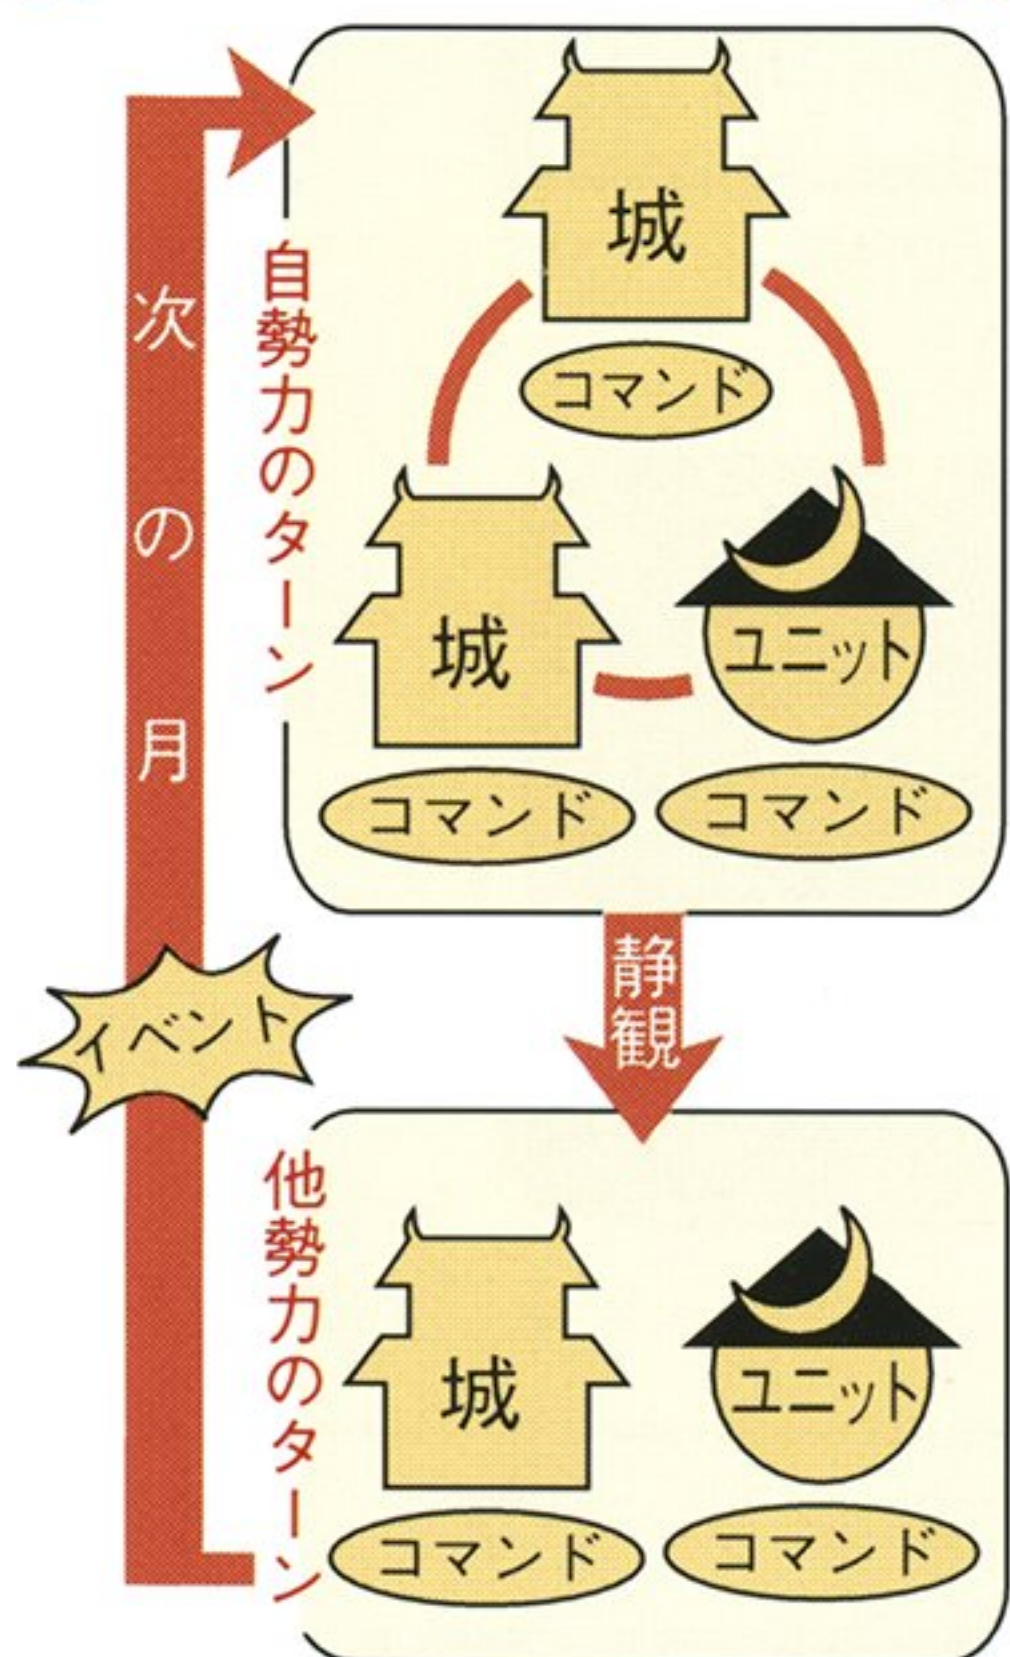 城
コマンド
自勢力のターン
城
ユニット
コマンド
コマンド
静観
他勢力のターン
城
ユニット
コマンド
コマンド
イベント
次の月